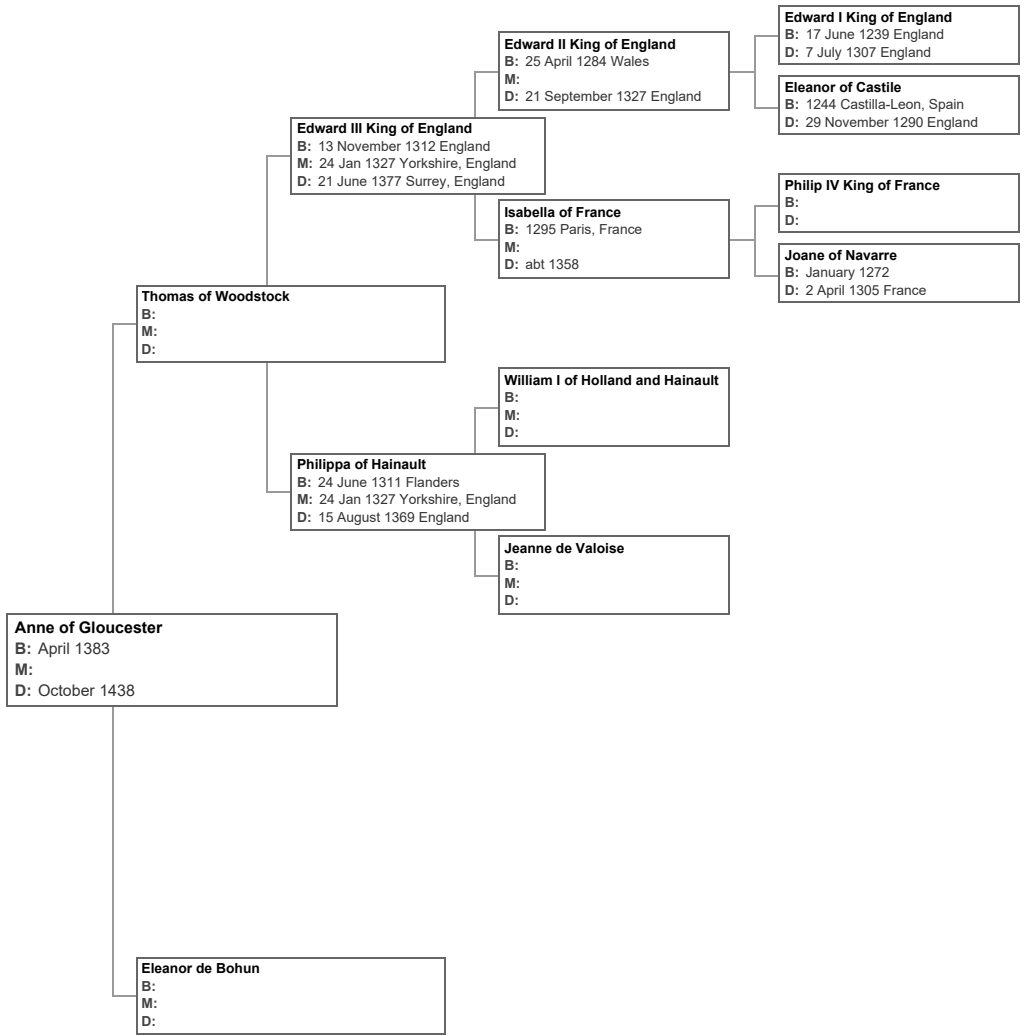 Edward I King of England
B: 17 June 1239 England
D: 7 July 1307 England
Edward II King of England
B: 25 April 1284 Wales
M:
D: 21 September 1327 England
Eleanor of Castile
B: 1244 Castilla-Leon, Spain
D: 29 November 1290 England
Edward III King of England
B: 13 November 1312 England
M: 24 Jan 1327 Yorkshire, England
D: 21 June 1377 Surrey, England
Philip IV King of France
B:
D:
Isabella of France
B: 1295 Paris, France
M:
D: abt 1358
Joane of Navarre
B: January 1272
D: 2 April 1305 France
Thomas of Woodstock
B:
M:
D:
William I of Holland and Hainault
B:
M:
D:
Philippa of Hainault
B: 24 June 1311 Flanders
M: 24 Jan 1327 Yorkshire, England
D: 15 August 1369 England
Jeanne de Valoise
B:
M:
D:
Anne of Gloucester
B: April 1383
M:
D: October 1438
Eleanor de Bohun
B:
M:
D: